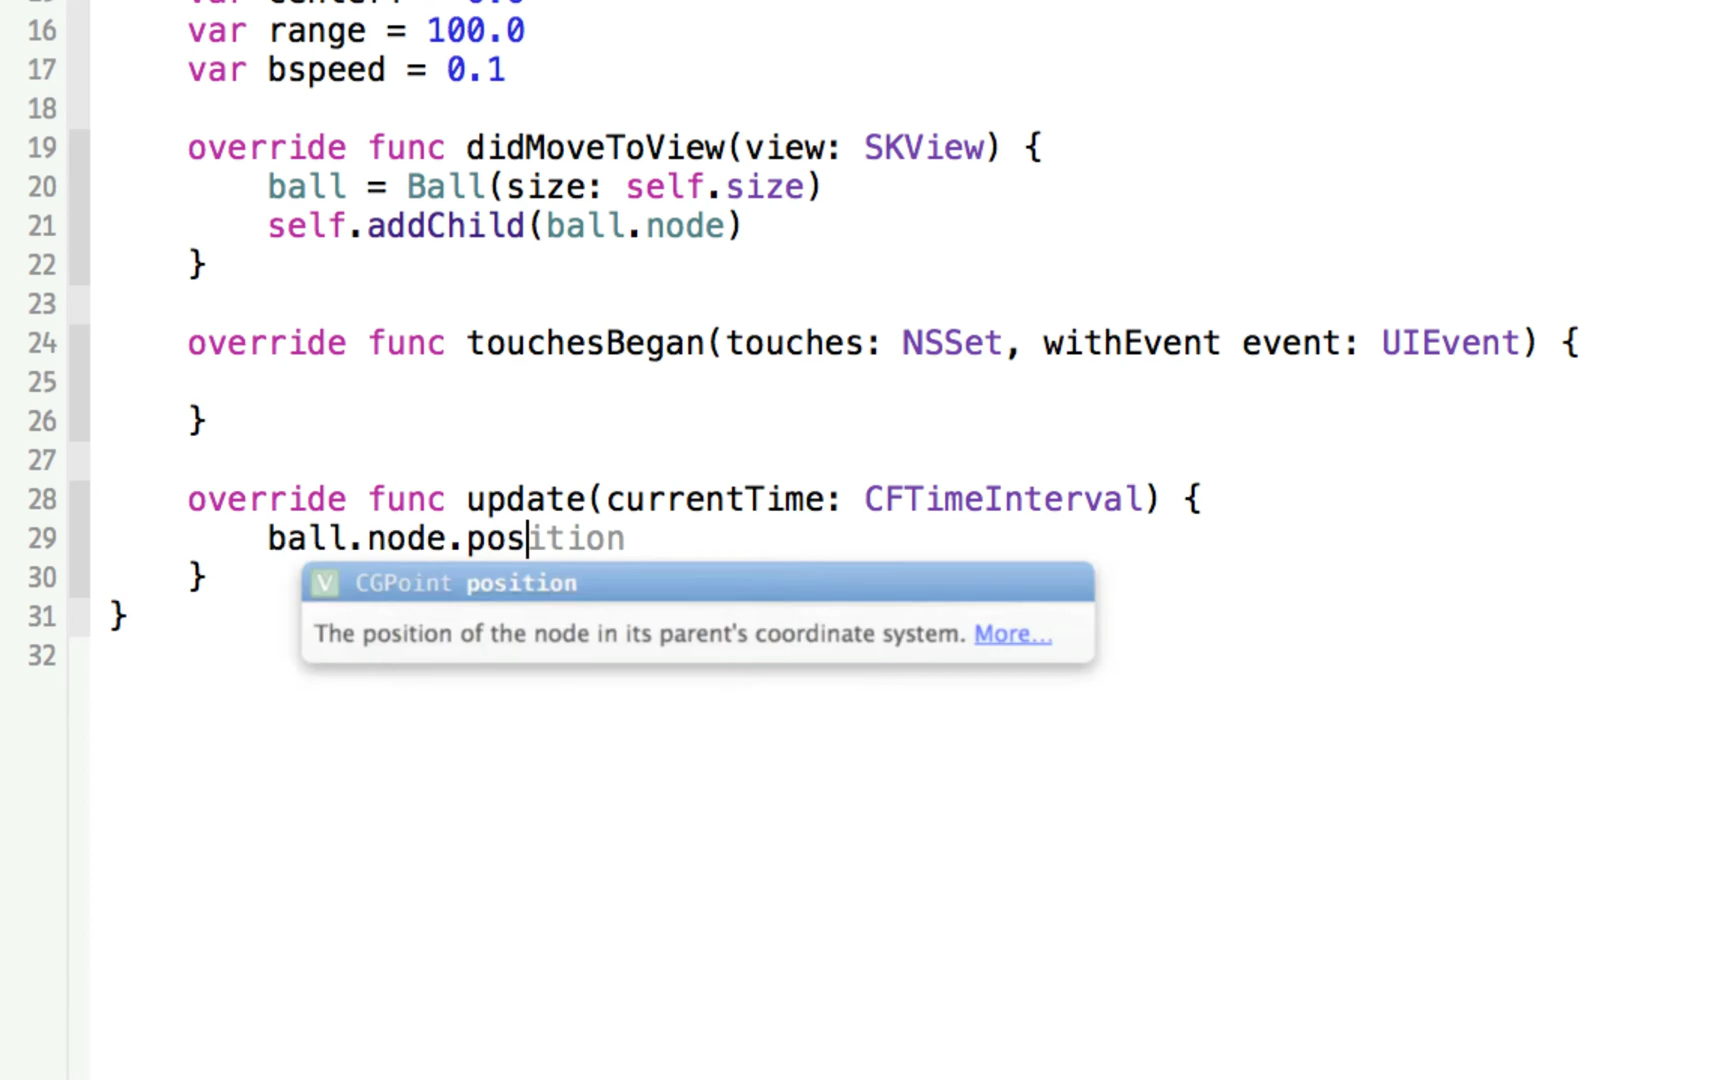 16 var range = 100.0
17 var bspeed = 0.1
18
19 override func didMoveToView(view: SKView) {
20 ball = Ball(size: self.size)
21 self.addChild(ball.node)
22 }
23
24 override func touchesBegan(touches: NSSet, withEvent event: UIEvent) {
25
26 }
27
28 override func update(currentTime: CFTimeInterval) {
29 ball.node.position
30 }
V CGPoint position
31 }
The position of the node in its parent's coordinate system. More...
32